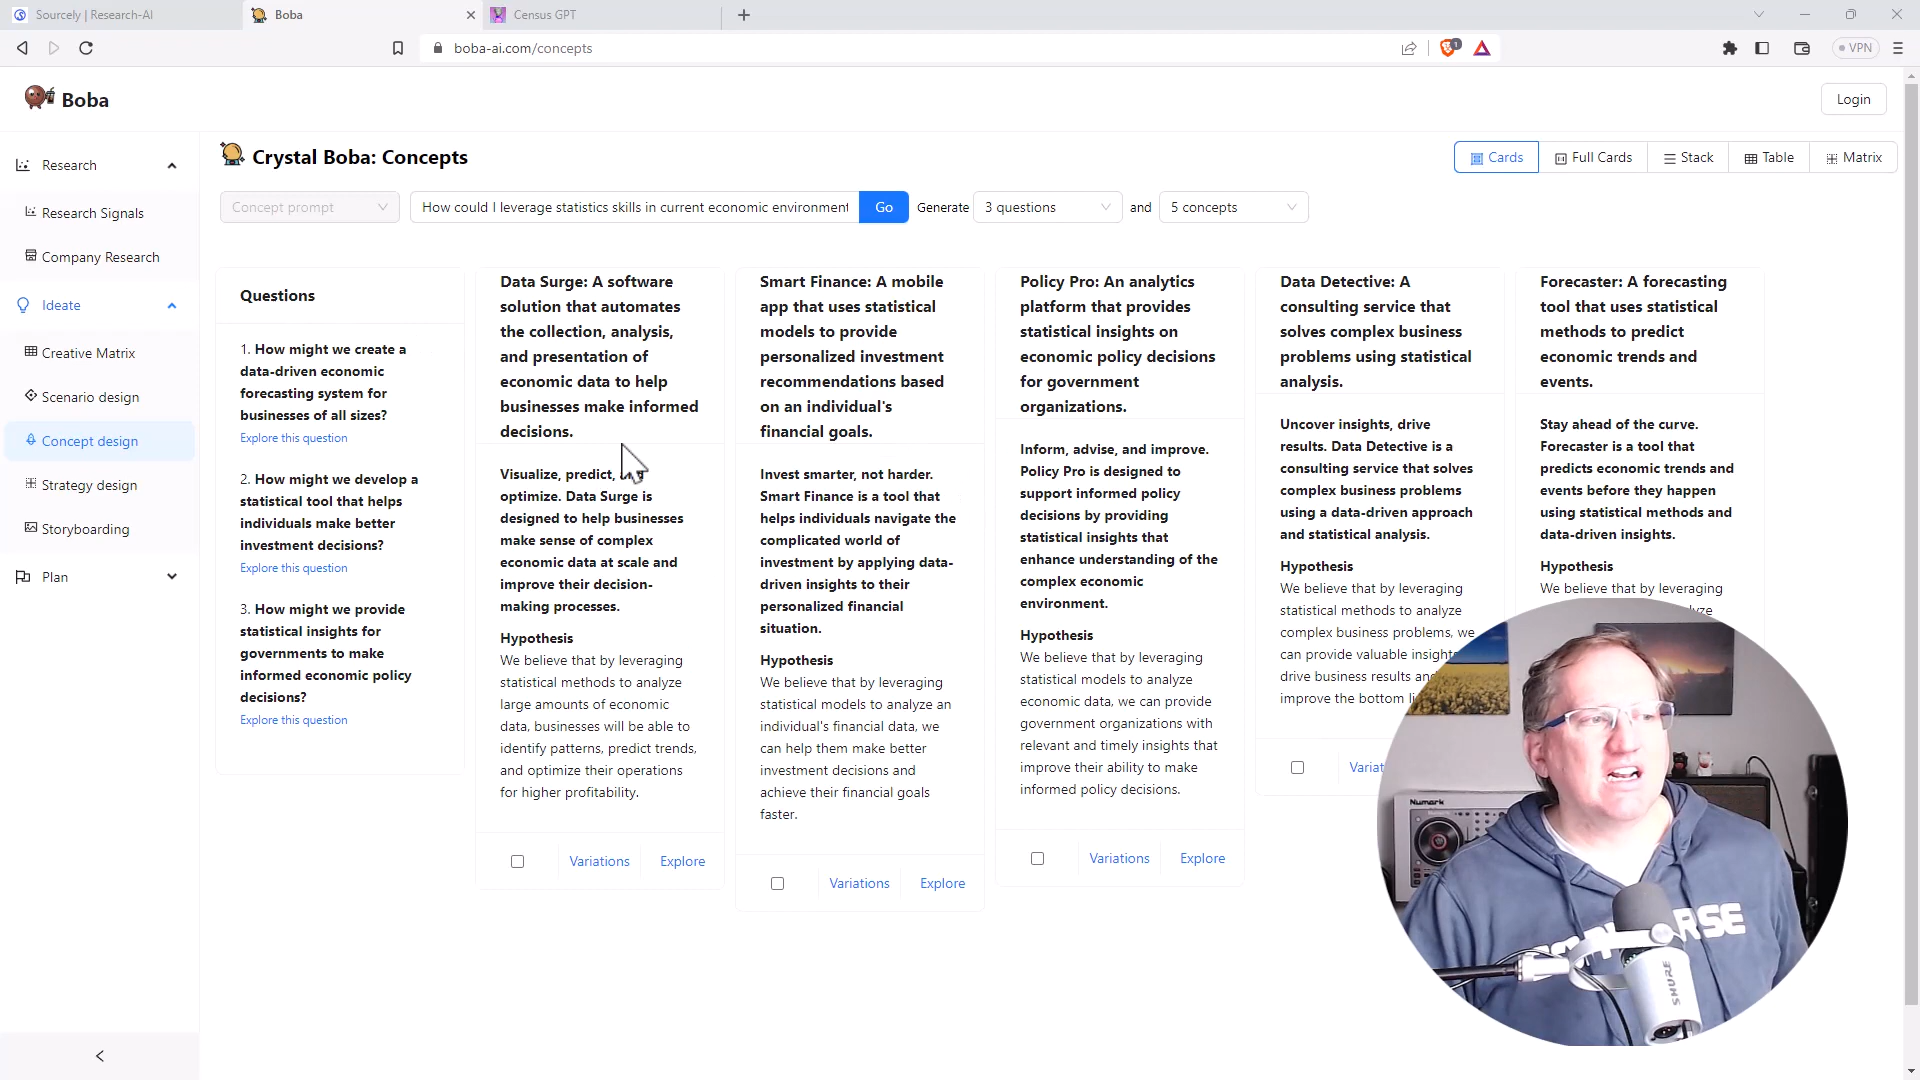 Sourcely | Research-AI
Boba
Census GPT
boba-ai.com/concepts
1
VPN
Boba
Login
Research
Research Signals
Company Research
Ideate
Creative Matrix
Scenario design
Concept design
Strategy design
Storyboarding
Plan
Crystal Boba: Concepts
Cards
Full Cards
Stack
Table
Matrix
Concept prompt
How could I leverage statistics skills in current economic environment
Go
Generate
3 questions
and
5 concepts
Questions
1. How might we create a
data-driven economic
forecasting system for
businesses of all sizes?
Explore this question
2. How might we develop a
statistical tool that helps
individuals make better
investment decisions?
Explore this question
3. How might we provide
statistical insights for
governments to make
informed economic policy
decisions?
Explore this question
Data Surge: A software
solution that automates
the collection, analysis,
and presentation of
economic data to help
businesses make informed
decisions.
Visualize, predict,
optimize. Data Surge is
designed to help businesses
make sense of complex
economic data at scale and
improve their decision-
making processes.
Hypothesis
We believe that by leveraging
statistical methods to analyze
large amounts of economic
data, businesses will be able to
identify patterns, predict trends,
and optimize their operations
for higher profitability.
Variations
Explore
Smart Finance: A mobile
app that uses statistical
models to provide
personalized investment
recommendations based
on an individual's
financial goals.
Invest smarter, not harder.
Smart Finance is a tool that
helps individuals navigate the
complicated world of
investment by applying data-
driven insights to their
personalized financial
situation.
Hypothesis
We believe that by leveraging
statistical models to analyze an
individual's financial data, we
can help them make better
investment decisions and
achieve their financial goals
faster.
Variations
Explore
Policy Pro: An analytics
platform that provides
statistical insights on
economic policy decisions
for government
organizations.
Inform, advise, and improve.
Policy Pro is designed to
support informed policy
decisions by providing
statistical insights that
enhance understanding of the
complex economic
environment.
Hypothesis
We believe that by leveraging
statistical models to analyze
economic data, we can provide
government organizations with
relevant and timely insights that
improve their ability to make
informed policy decisions.
Variations
Explore
Data Detective: A
consulting service that
solves complex business
problems using statistical
analysis.
Uncover insights, drive
results. Data Detective is a
consulting service that solves
complex business problems
using a data-driven approach
and statistical analysis.
Hypothesis
We believe that by leveraging
statistical methods to analyze
complex business problems, we
can provide valuable insight
drive business results an
improve the bottom li
Variat
Forecaster: A forecasting
tool that uses statistical
methods to predict
economic trends and
events.
Stay ahead of the curve.
Forecaster is a tool that
predicts economic trends and
events before they happen
using statistical methods and
data-driven insights.
Hypothesis
We believe that by leveraging
Numark
SHURE